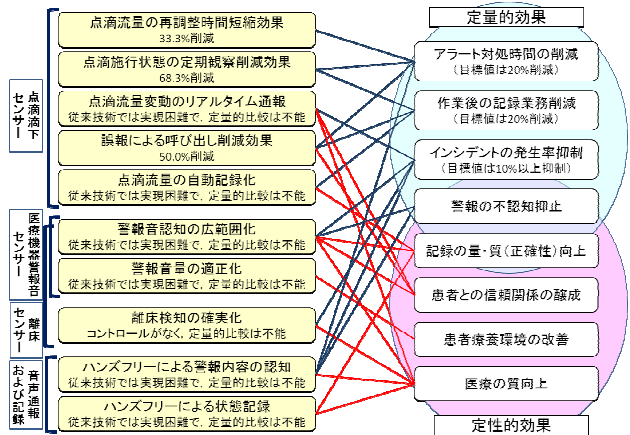 点滴滴下
センサー
点滴流量の再調整時間短縮効果
33.3%削減
点滴施行状態の定期観察削減効果
68.3%削減
点滴流量変動のリアルタイム通報
従来技術では実現困難で，定量的比較は不能
誤報による呼び出し削減効果
50.0%削減
点滴流量の自動記録化
従来技術では実現困難で，定量的比較は不能
医療機器警報音
センサー
警報音認知の広範囲化
従来技術では実現困難で，定量的比較は不能
警報音量の適正化
従来技術では実現困難で，定量的比較は不能
離床
センサー
離床検知の確実化
コントロールがなく，定量的比較は不能
音声通報
および記録
ハンズフリーによる警報内容の認知
従来技術では実現困難で，定量的比較は不能
ハンズフリーによる状態記録
従来技術では実現困難で，定量的比較は不能
定量的効果
アラート対処時間の削減
(目標値は20%削減)
作業後の記録業務削減
(目標値は20%削減)
インシデントの発生率抑制
(目標値は10%以上抑制)
警報の不認知抑止
記録の量・質(正確性)向上
患者との信頼関係の醸成
患者療養環境の改善
医療の質向上
定性的効果